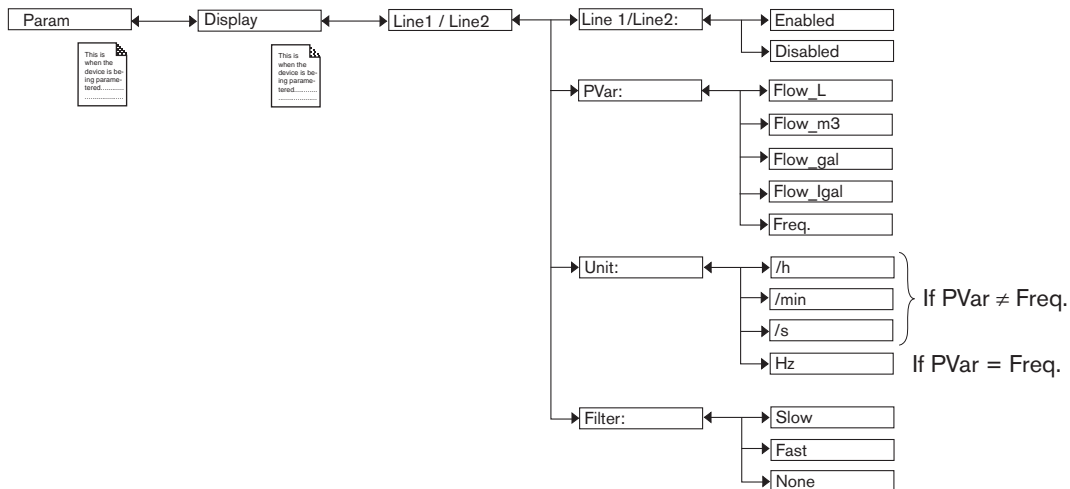 Param
Display
Line1 / Line2
Line 1/Line2:
Enabled
Disabled
This is
when the
device is be-
ing parame-
tered............
....................
This is
when the
device is be-
ing parame-
tered............
....................
PVar:
Flow_L
Flow_m3
Flow_gal
Flow_Igal
Freq.
Unit:
/h
/min
/s
If PVar ≠ Freq.
Hz
If PVar = Freq.
Filter:
Slow
Fast
None